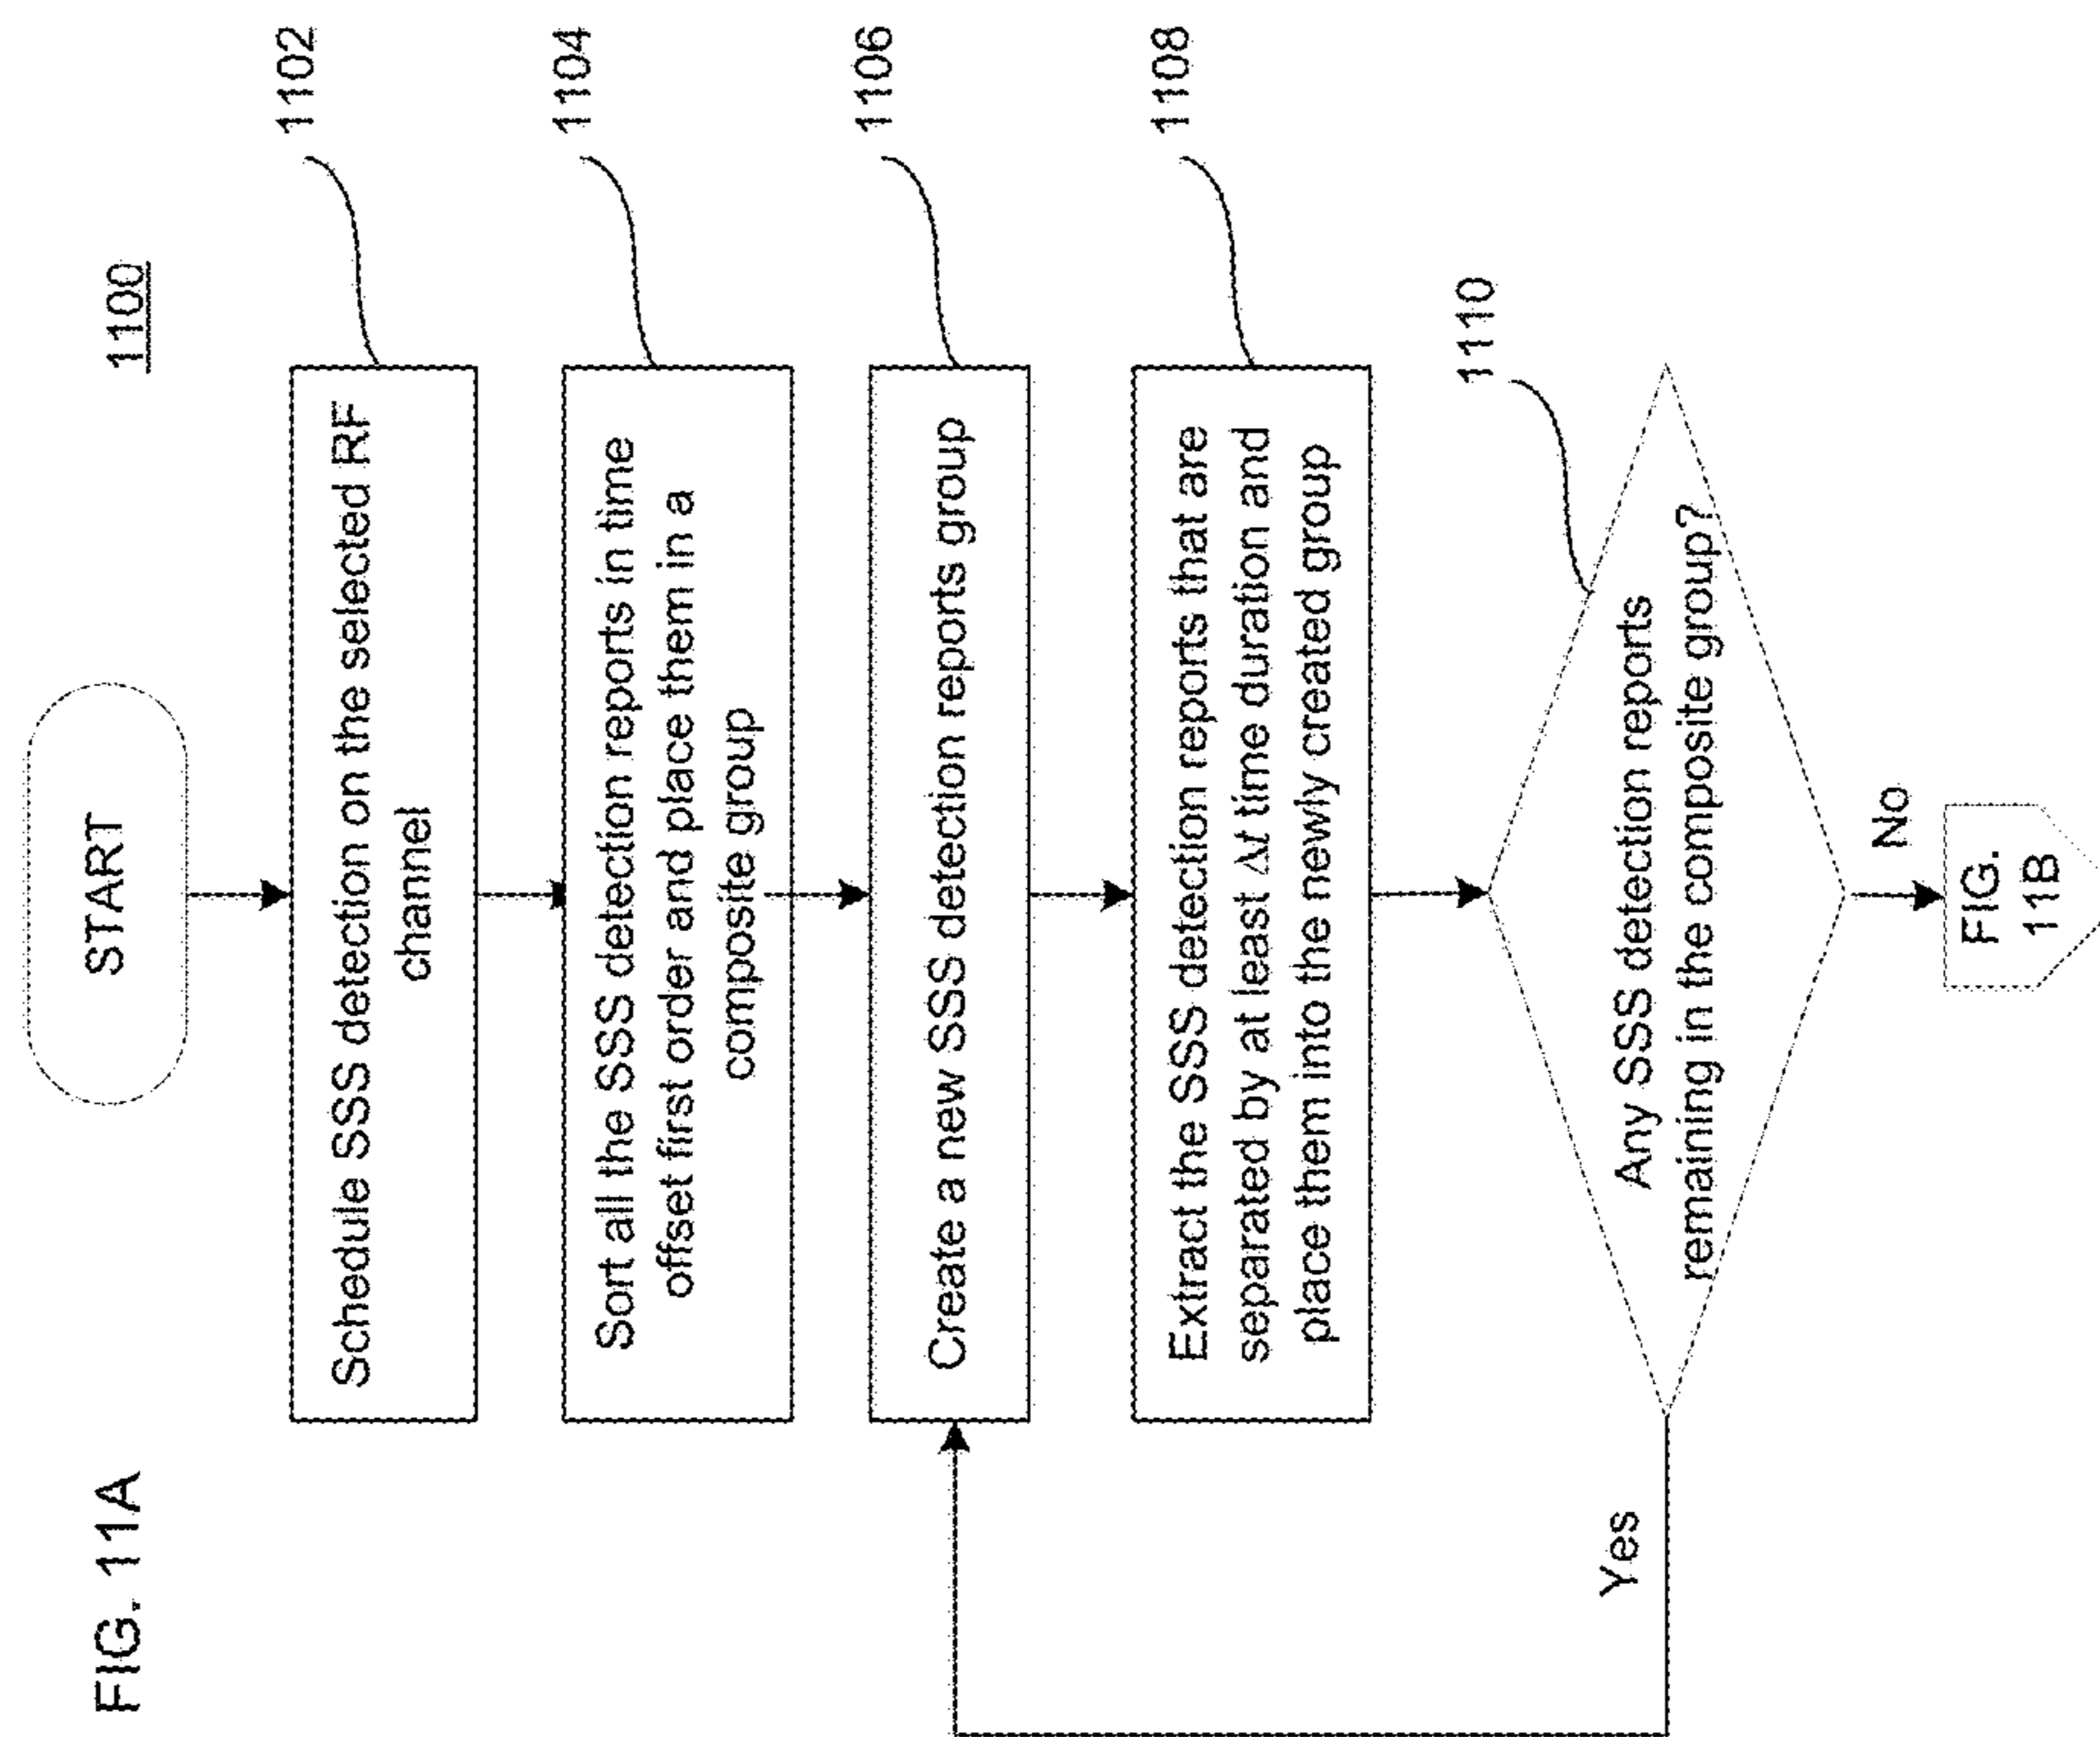 FIG. 11A
1100
START
1102
Schedule SSS detection on the selected RF
channel
1104
Sort all the SSS detection reports in time
offset first order and place them in a
composite group
1106
Create a new SSS detection reports group
1108
Extract the SSS detection reports that are
separated by at least Δt time duration and
place them into the newly created group
1110
Any SSS detection reports
remaining in the composite group?
Yes
No
FIG.
11B